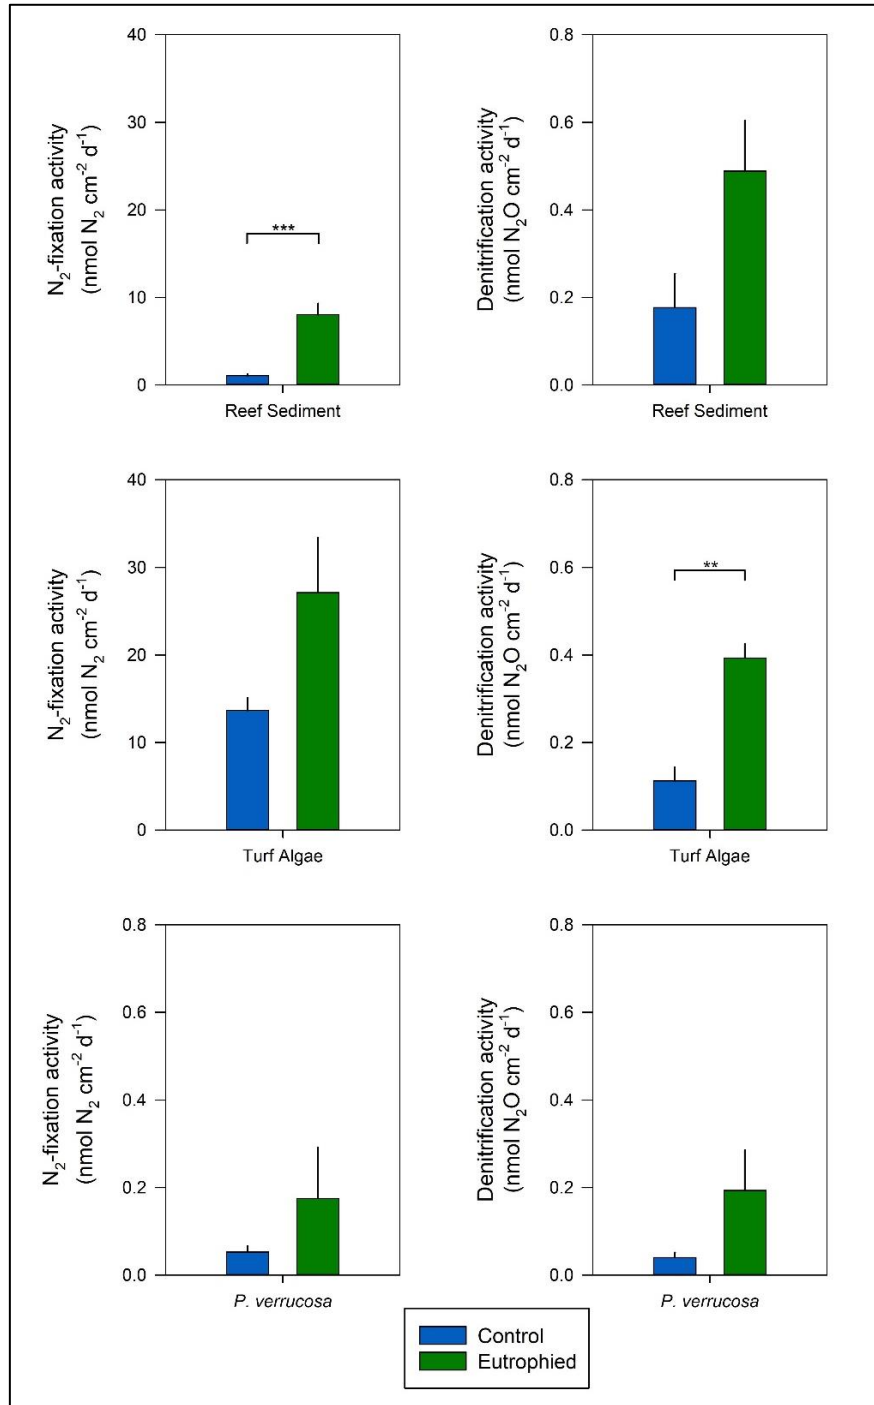 N₂-fixation activity
(nmol N₂ cm⁻² d⁻¹)
40
30
20
10
0
***
Reef Sediment
Denitrification activity
(nmol N₂O cm⁻² d⁻¹)
0.8
0.6
0.4
0.2
0.0
Reef Sediment
N₂-fixation activity
(nmol N₂ cm⁻² d⁻¹)
40
30
20
10
0
Turf Algae
Denitrification activity
(nmol N₂O cm⁻² d⁻¹)
0.8
0.6
0.4
0.2
0.0
**
Turf Algae
N₂-fixation activity
(nmol N₂ cm⁻² d⁻¹)
0.8
0.6
0.4
0.2
0.0
P. verrucosa
Denitrification activity
(nmol N₂O cm⁻² d⁻¹)
0.8
0.6
0.4
0.2
0.0
P. verrucosa
Control
Eutrophied